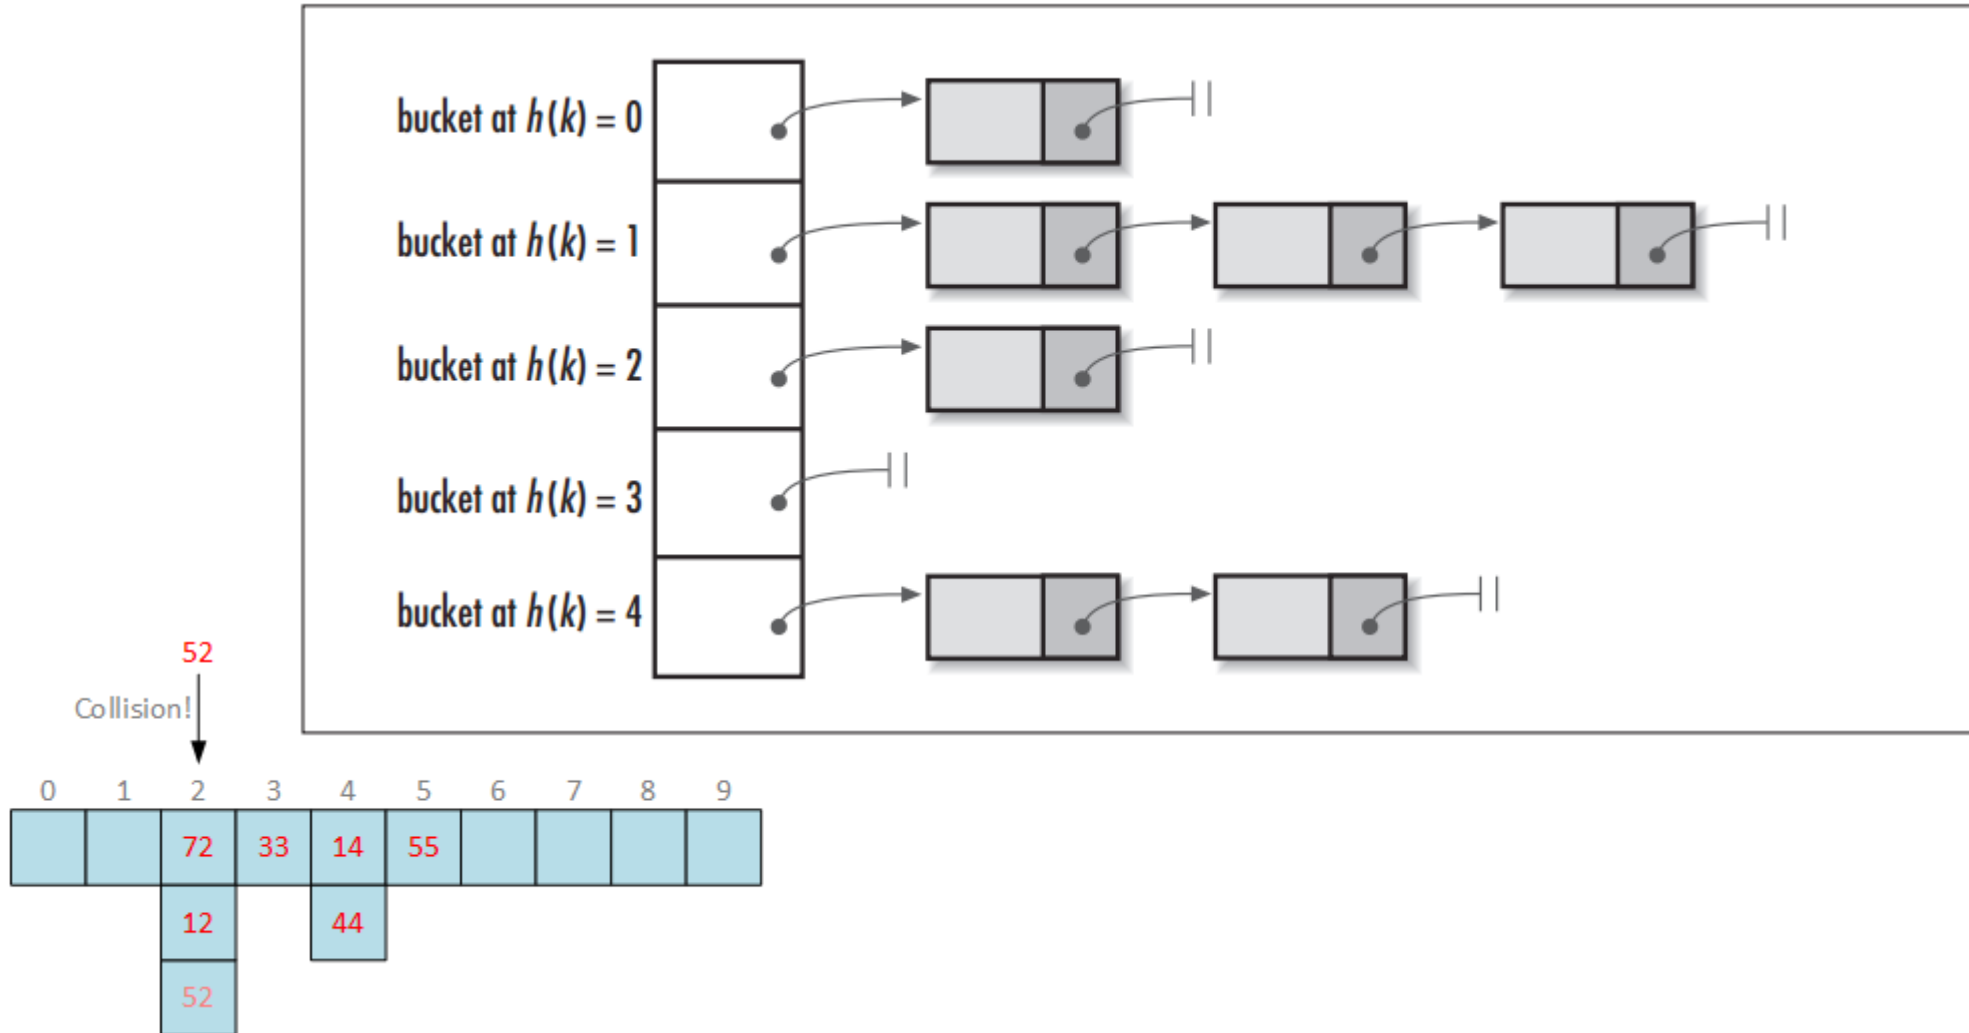 bucket at h(k) = 0
bucket at h(k) = 1
bucket at h(k) = 2
bucket at h(k) = 3
bucket at h(k) = 4
52
Collision!
0 1 2 3 4 5 6 7 8 9
72 33 14 55
12 44
52